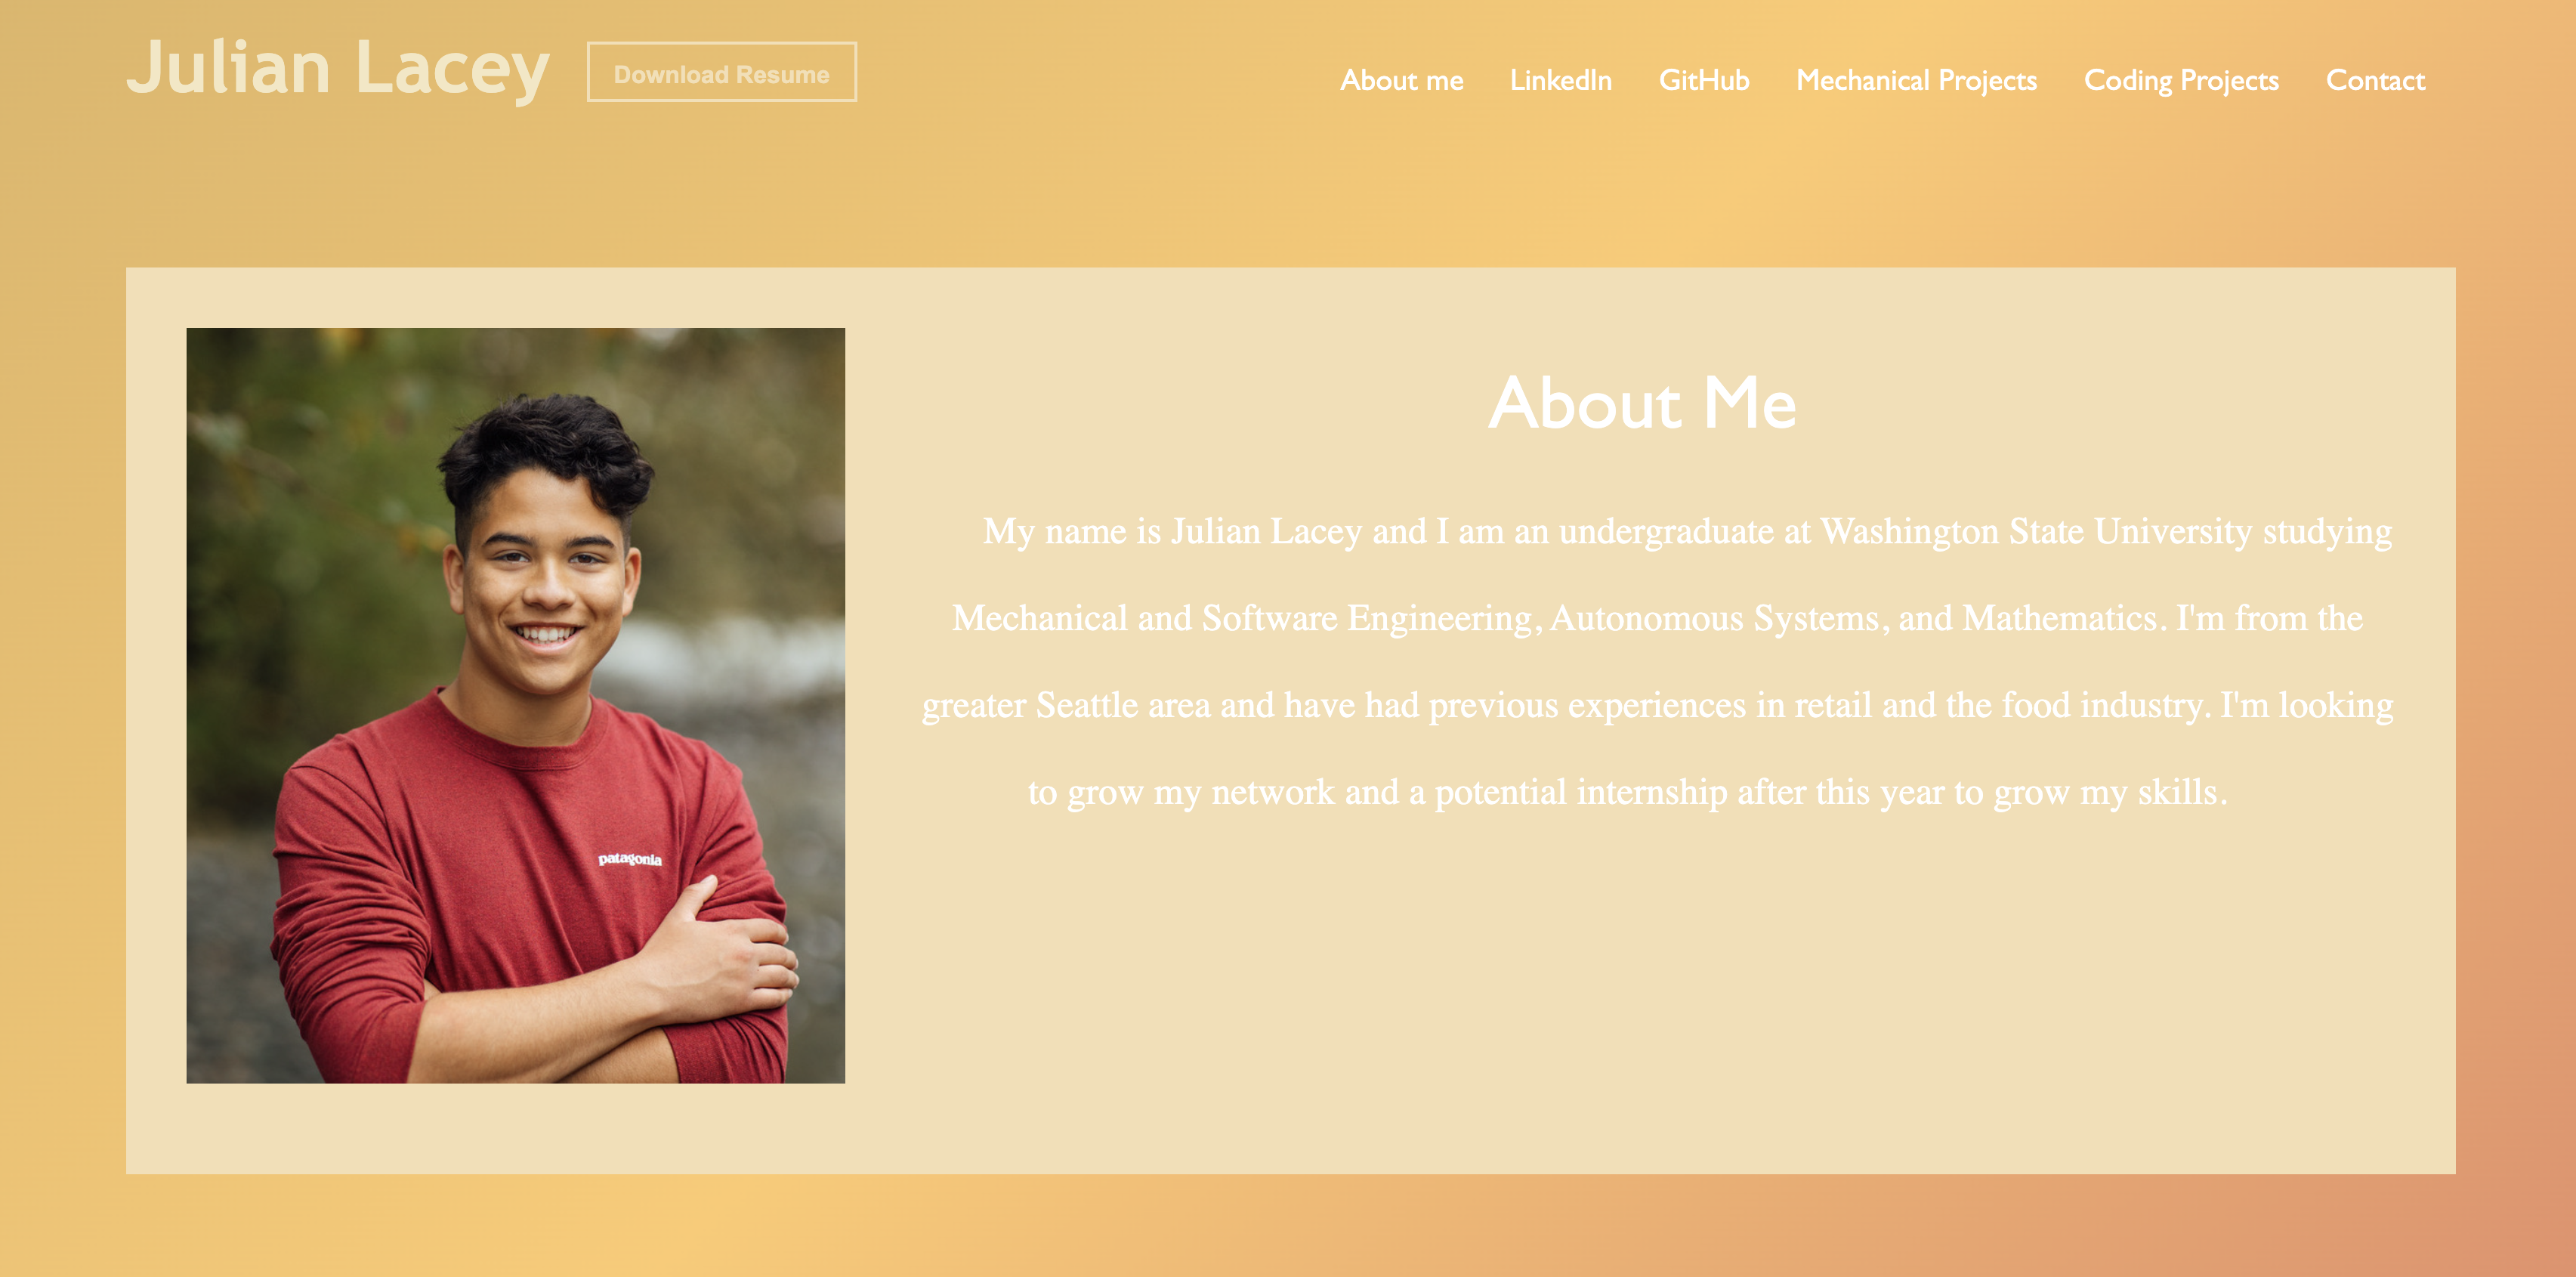 Julian Lacey
Download Resume
About me
LinkedIn
GitHub
Mechanical Projects
Coding Projects
Contact
About Me
My name is Julian Lacey and I am an undergraduate at Washington State University studying
Mechanical and Software Engineering, Autonomous Systems, and Mathematics. I'm from the
greater Seattle area and have had previous experiences in retail and the food industry. I'm looking
to grow my network and a potential internship after this year to grow my skills.
patagonia